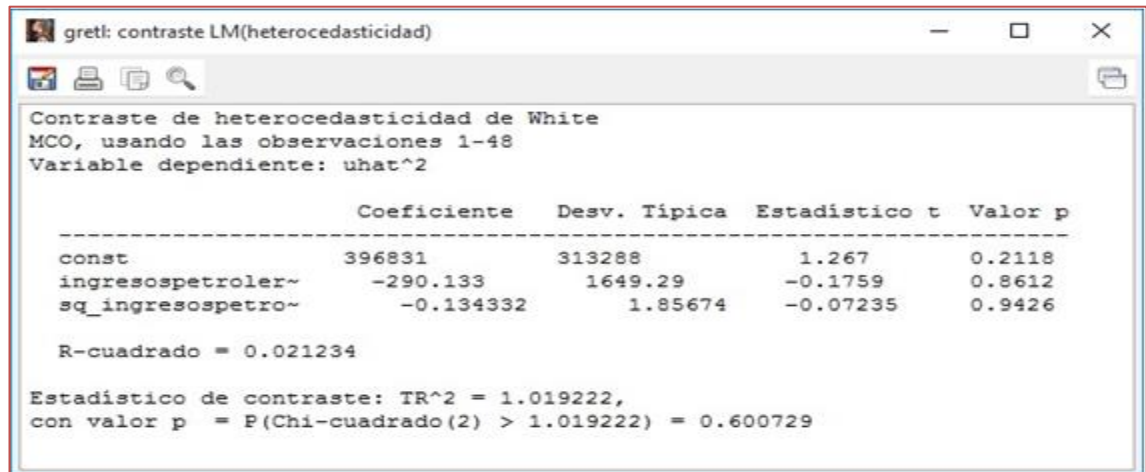 gretl: contraste LM(heterocedasticidad)
Contraste de heterocedasticidad de White
MCO, usando las observaciones 1-48
Variable dependiente: uhat^2
Coeficiente Desv. Típica Estadístico t Valor p
---------------------------------------------------------------------------
const 396831 313288 1.267 0.2118
ingresospetroler~ -290.133 1649.29 -0.1759 0.8612
sq_ingresospetro~ -0.134332 1.85674 -0.07235 0.9426
R-cuadrado = 0.021234
Estadístico de contraste: TR^2 = 1.019222,
con valor p = P(Chi-cuadrado(2) > 1.019222) = 0.600729